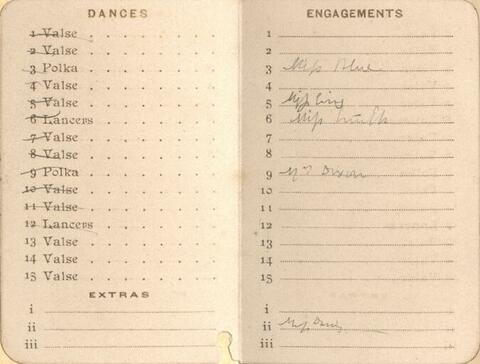 DANCES
1 Valse
2 Valse
3 Polka
4 Valse
5 Valse
6 Lancers
7 Valse
8 Valse
9 Polka
10 Valse
11 Valse
12 Lancers
13 Valse
14 Valse
15 Valse
EXTRAS
i
ii
iii
ENGAGEMENTS
1
2
3 Miss
4
5 Miss
6 Miss
7
8
9 Dixon
10
11
12
13
14
15
i
ii Miss
iii